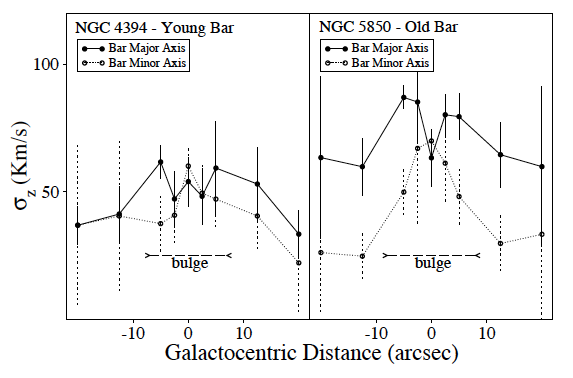 NGC 4394 - Young Bar
Bar Major Axis
Bar Minor Axis
NGC 5850 - Old Bar
Bar Major Axis
Bar Minor Axis
100
50
σz (Km/s)
bulge
bulge
-10 0 10
-10 0 10
Galactocentric Distance (arcsec)